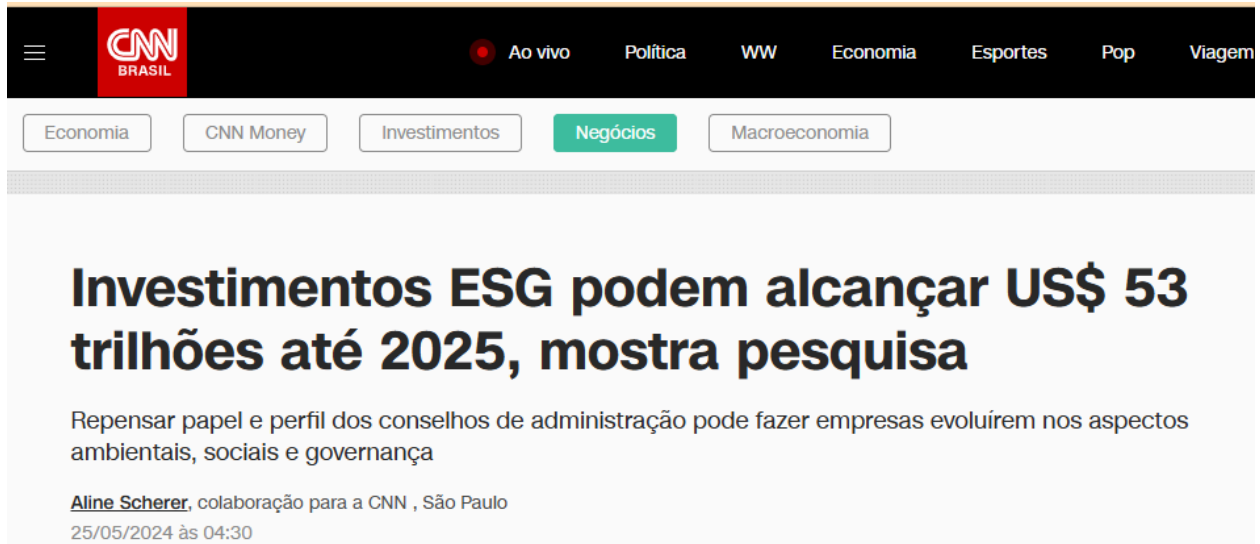 CNN
BRASIL
Ao vivo Política WW Economia Esportes Pop Viagem
Economia CNN Money Investimentos Negócios Macroeconomia
Investimentos ESG podem alcançar US$ 53
trilhões até 2025, mostra pesquisa
Repensar papel e perfil dos conselhos de administração pode fazer empresas evoluírem nos aspectos
ambientais, sociais e governança
Aline Scherer, colaboração para a CNN , São Paulo
25/05/2024 às 04:30